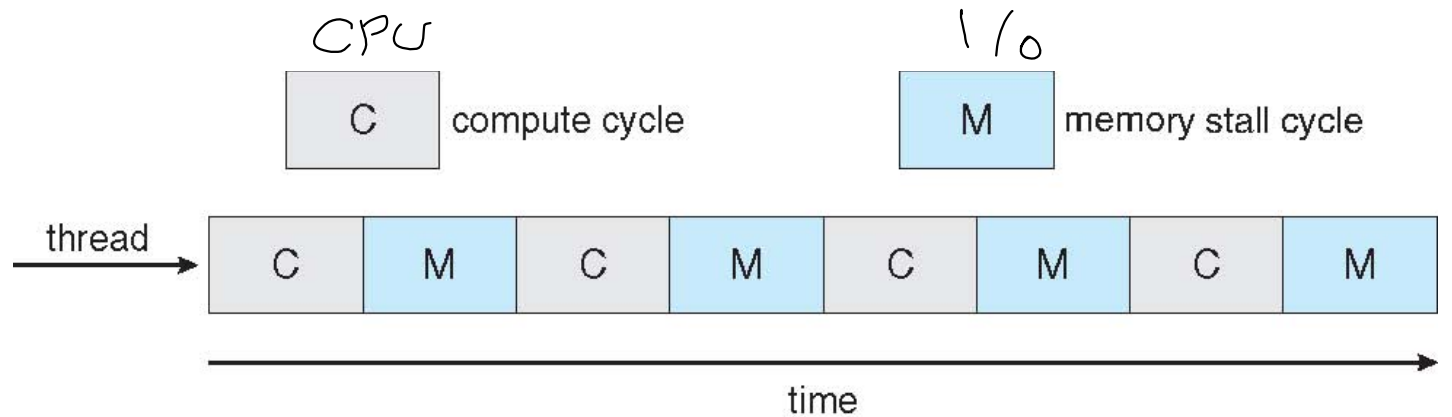 CPU
I/O
C compute cycle
M memory stall cycle
thread
C M C M C M C M
time